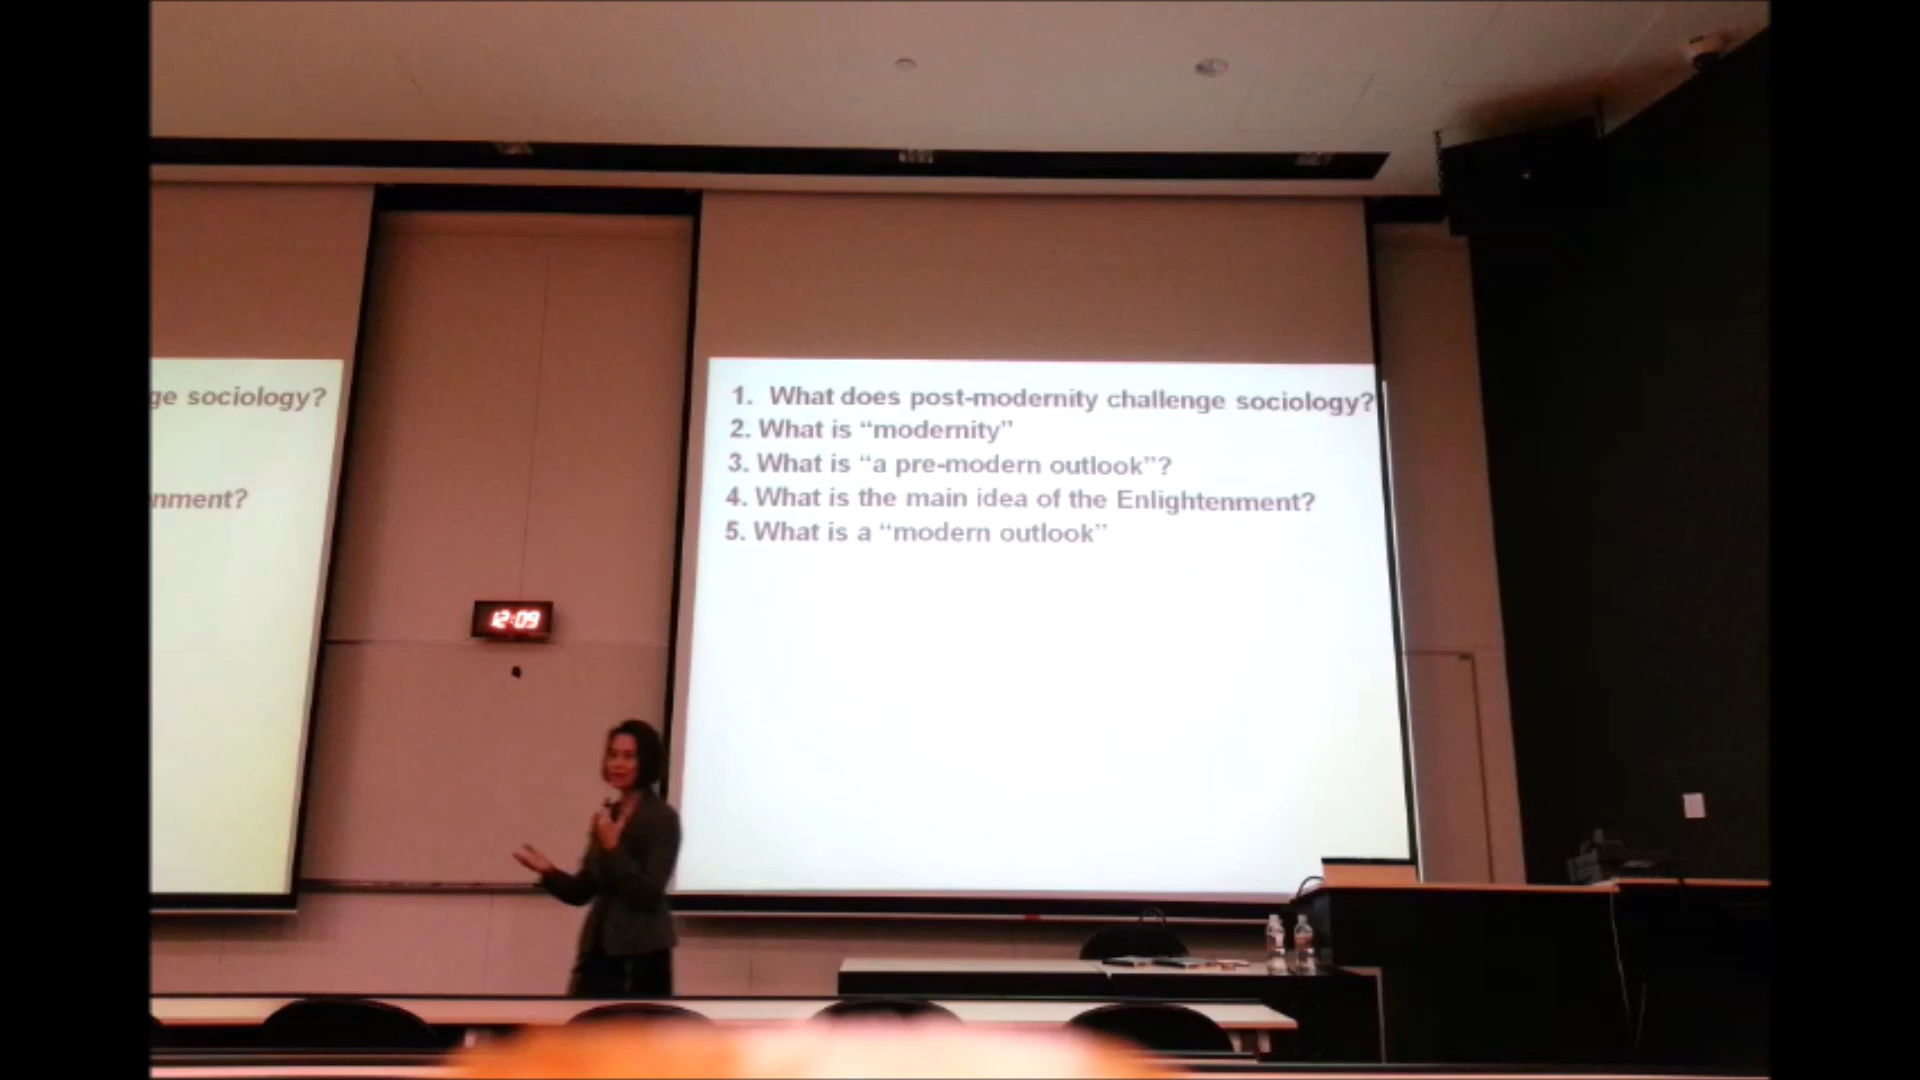 ge sociology?
nment?
12:09
1. What does post-modernity challenge sociology?
2. What is “modernity”
3. What is “a pre-modern outlook”?
4. What is the main idea of the Enlightenment?
5. What is a “modern outlook”